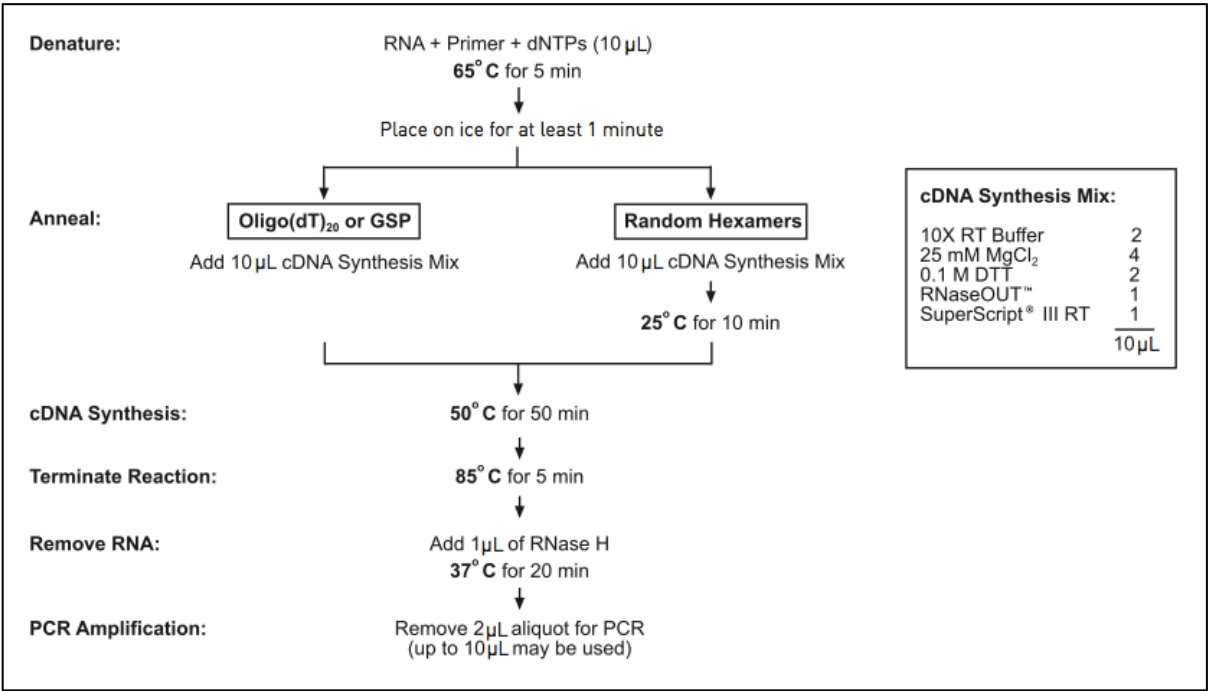 Denature: RNA + Primer + dNTPs (10 µL)
65° C for 5 min
Place on ice for at least 1 minute
Anneal: Oligo(dT)₂₀ or GSP Random Hexamers
Add 10 µL cDNA Synthesis Mix Add 10 µL cDNA Synthesis Mix
25° C for 10 min
cDNA Synthesis Mix:
10X RT Buffer 2
25 mM MgCl₂ 4
0.1 M DTT 2
RNaseOUT™ 1
SuperScript® III RT 1
10 µL
cDNA Synthesis: 50° C for 50 min
Terminate Reaction: 85° C for 5 min
Remove RNA: Add 1µL of RNase H
37° C for 20 min
PCR Amplification: Remove 2µL aliquot for PCR
(up to 10µL may be used)